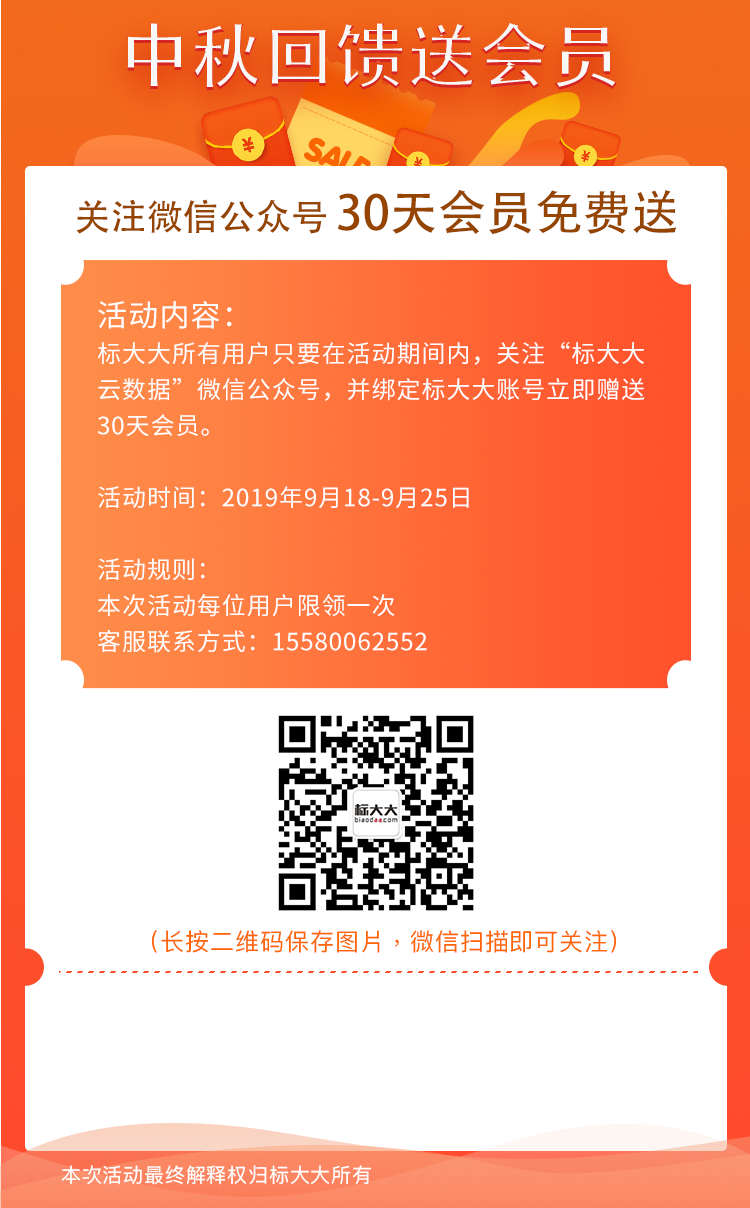 中秋回馈送会员
SALE
关注微信公众号 30天会员免费送
活动内容：
标大大所有用户只要在活动期间内，关注“标大大
云数据”微信公众号，并绑定标大大账号立即赠送
30天会员。
活动时间：2019年9月18-9月25日
活动规则：
本次活动每位用户限领一次
客服联系方式：15580062552
标大大
biaodaa.com
（长按二维码保存图片，微信扫描即可关注）
本次活动最终解释权归标大大所有